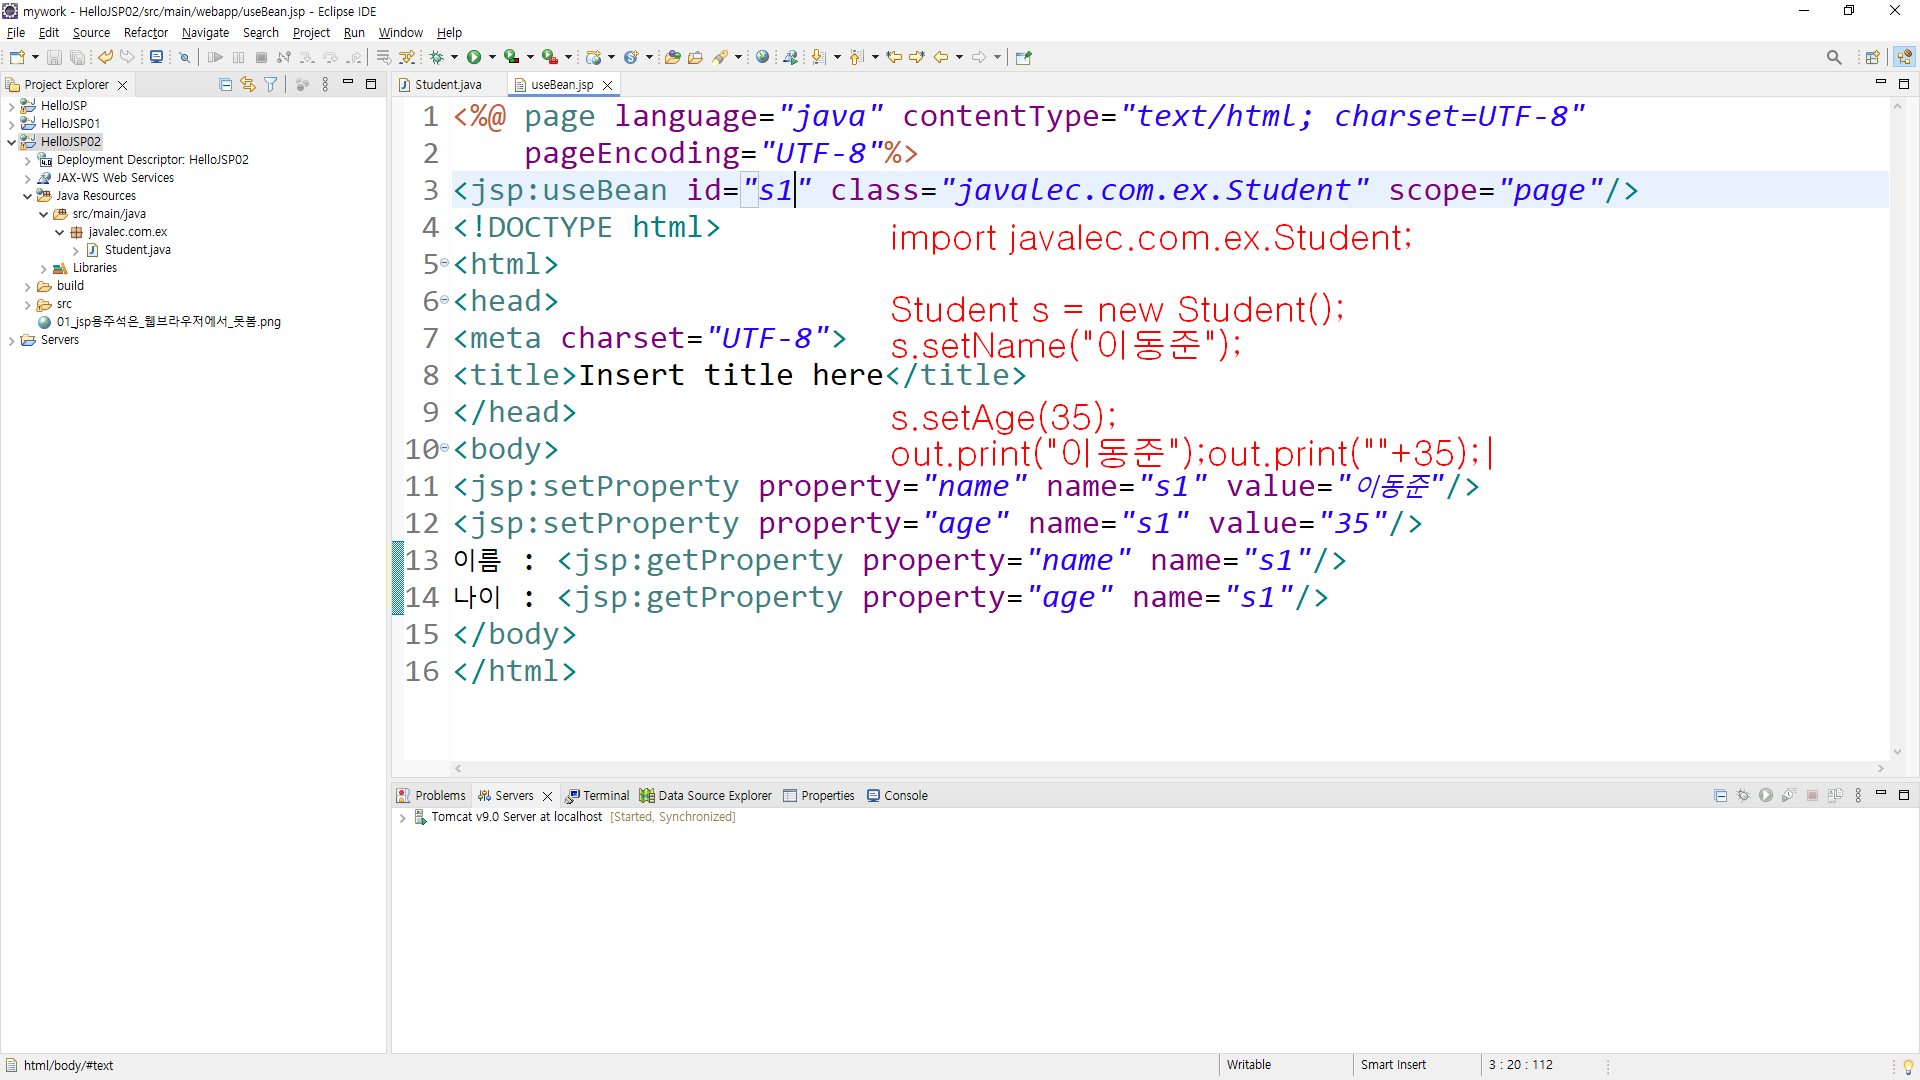 mywork - HelloJSP02/src/main/webapp/useBean.jsp - Eclipse IDE
File Edit Source Refactor Navigate Search Project Run Window Help
Project Explorer
HelloJSP
HelloJSP01
HelloJSP02
Deployment Descriptor: HelloJSP02
JAX-WS Web Services
Java Resources
src/main/java
javalec.com.ex
Student.java
Libraries
build
src
01_jsp용주석은_웹브라우저에서_못봄.png
Servers
Student.java useBean.jsp
1 <%@ page language="java" contentType="text/html; charset=UTF-8"
2 pageEncoding="UTF-8"%>
3 <jsp:useBean id="s1" class="javalec.com.ex.Student" scope="page"/>
4 <!DOCTYPE html>
import javalec.com.ex.Student;
5 <html>
6 <head>
Student s = new Student();
7 <meta charset="UTF-8">
s.setName("이동준");
8 <title>Insert title here</title>
9 </head>
s.setAge(35);
10 <body>
out.print("이동준");out.print(""+35);
11 <jsp:setProperty property="name" name="s1" value="이동준"/>
12 <jsp:setProperty property="age" name="s1" value="35"/>
13 이름 : <jsp:getProperty property="name" name="s1"/>
14 나이 : <jsp:getProperty property="age" name="s1"/>
15 </body>
16 </html>
Problems Servers Terminal Data Source Explorer Properties Console
Tomcat v9.0 Server at localhost [Started, Synchronized]
html/body/#text Writable Smart Insert 3 : 20 : 112